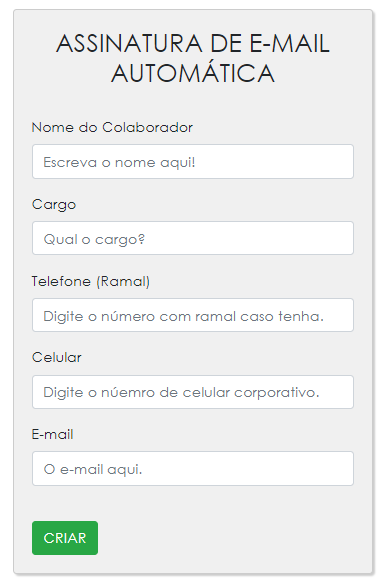 ASSINATURA DE E-MAIL
AUTOMÁTICA
Nome do Colaborador
Escreva o nome aqui!
Cargo
Qual o cargo?
Telefone (Ramal)
Digite o número com ramal caso tenha.
Celular
Digite o núemro de celular corporativo.
E-mail
O e-mail aqui.
CRIAR